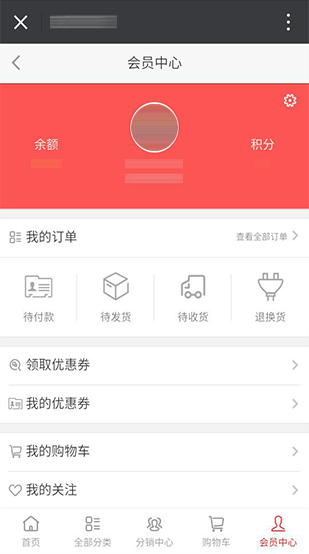 会员中心
余额
积分
我的订单
查看全部订单
待付款 待发货 待收货 退换货
领取优惠券
我的优惠券
我的购物车
我的关注
首页 全部分类 分销中心 购物车 会员中心